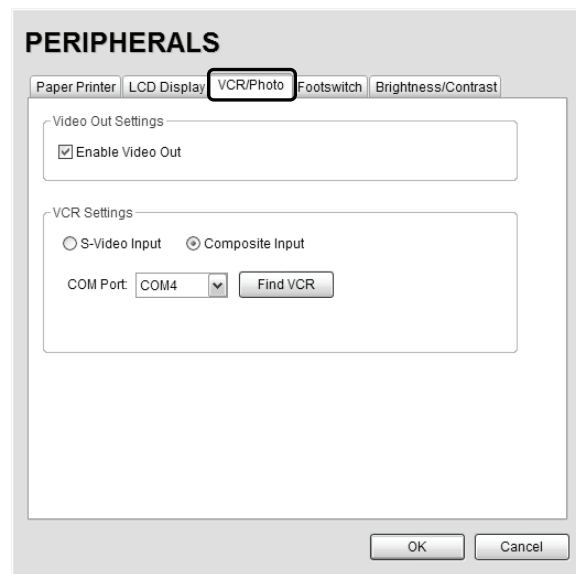 PERIPHERALS
Paper Printer LCD Display VCR/Photo Footswitch Brightness/Contrast
Video Out Settings
Enable Video Out
VCR Settings
S-Video Input Composite Input
COM Port: COM4 Find VCR
OK Cancel